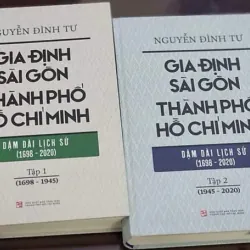 NGUYỄN ĐÌNH TƯ
GIA ĐỊNH
SÀI GÒN
THÀNH PHỐ
HỒ CHÍ MINH
DẶM DÀI LỊCH SỬ
(1698 - 2020)
Tập 1
(1698 - 1945)
NGUYỄN ĐÌNH TƯ
GIA ĐỊNH
SÀI GÒN
THÀNH PHỐ
HỒ CHÍ MINH
DẶM DÀI LỊCH SỬ
(1698 - 2020)
Tập 2
(1945 - 2020)